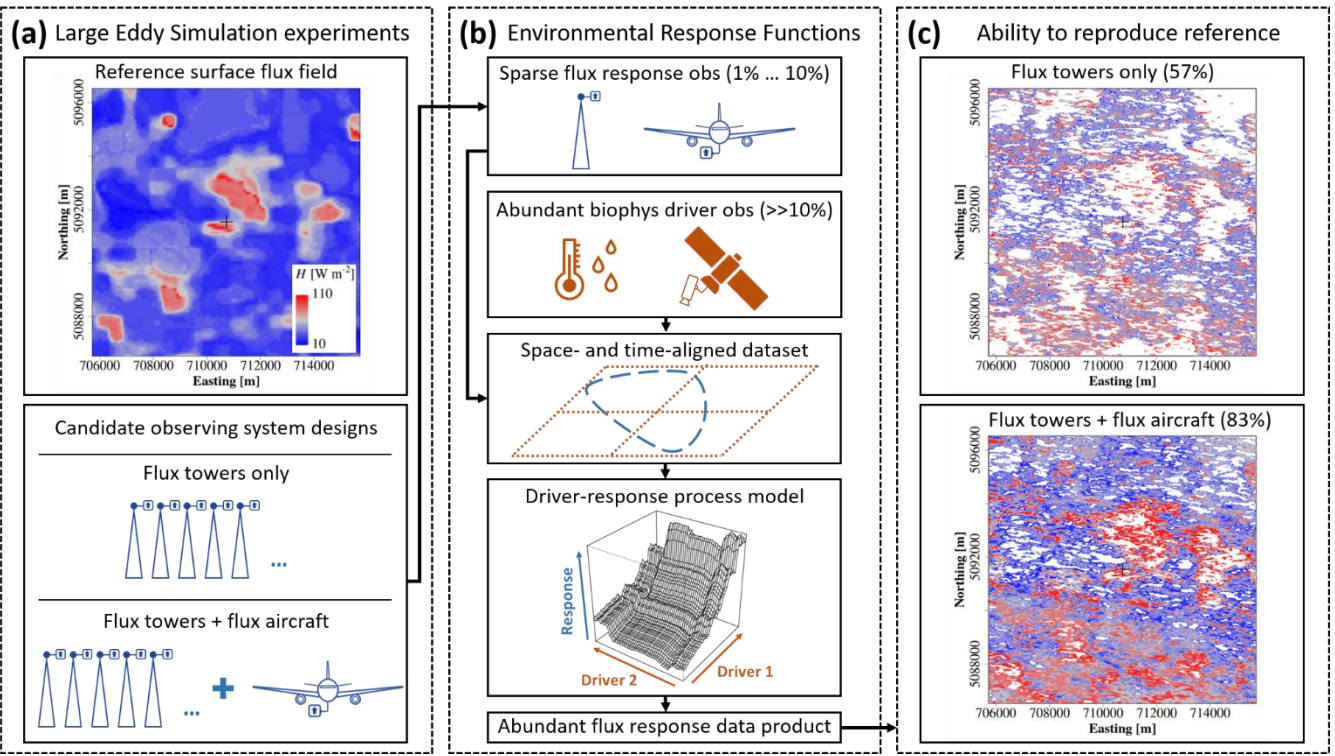 (a) Large Eddy Simulation experiments
Reference surface flux field
5096000
5092000
5088000
Northing [m]
H [W m-2]
110
10
706000 708000 710000 712000 714000
Easting [m]
Candidate observing system designs
Flux towers only
...
Flux towers + flux aircraft
... +
(b) Environmental Response Functions
Sparse flux response obs (1% ... 10%)
Abundant biophys driver obs (>>10%)
Space- and time-aligned dataset
Driver-response process model
Response
Driver 2
Driver 1
Abundant flux response data product
(c) Ability to reproduce reference
Flux towers only (57%)
5096000
5092000
5088000
Northing [m]
706000 708000 710000 712000 714000
Easting [m]
Flux towers + flux aircraft (83%)
5096000
5092000
5088000
Northing [m]
706000 708000 710000 712000 714000
Easting [m]